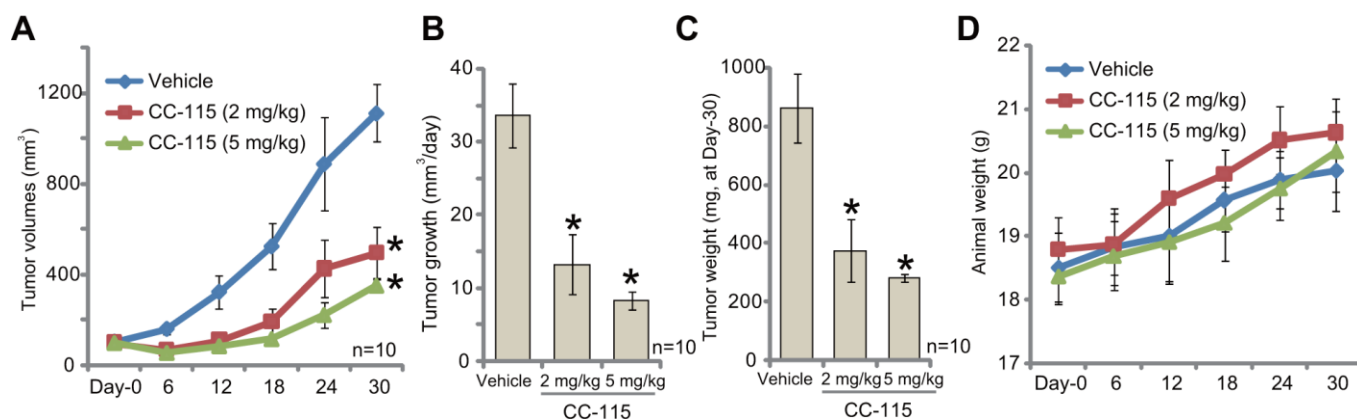 A
Tumor volumes (mm³)
1200
800
400
0
Vehicle
CC-115 (2 mg/kg)
CC-115 (5 mg/kg)
*
*
n=10
Day-0 6 12 18 24 30
B
Tumor growth (mm³/day)
40
30
20
10
0
*
*
n=10
Vehicle 2 mg/kg 5 mg/kg
CC-115
C
Tumor weight (mg, at Day-30)
1000
800
600
400
200
0
*
*
n=10
Vehicle 2 mg/kg 5 mg/kg
CC-115
D
Animal weight (g)
22
21
20
19
18
17
Vehicle
CC-115 (2 mg/kg)
CC-115 (5 mg/kg)
Day-0 6 12 18 24 30